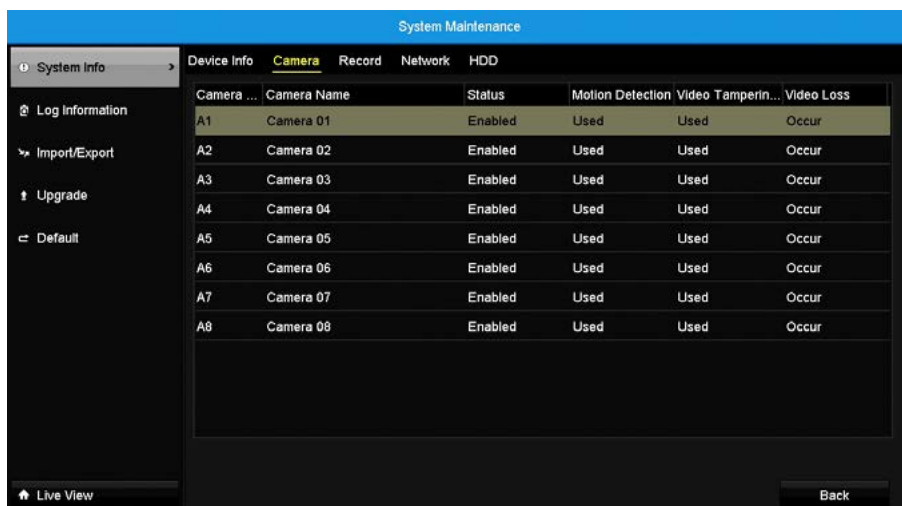 System Maintenance
System Info
Log Information
Import/Export
Upgrade
Default
Live View
Device Info Camera Record Network HDD
Camera ... Camera Name Status Motion Detection Video Tamperin... Video Loss
A1 Camera 01 Enabled Used Used Occur
A2 Camera 02 Enabled Used Used Occur
A3 Camera 03 Enabled Used Used Occur
A4 Camera 04 Enabled Used Used Occur
A5 Camera 05 Enabled Used Used Occur
A6 Camera 06 Enabled Used Used Occur
A7 Camera 07 Enabled Used Used Occur
A8 Camera 08 Enabled Used Used Occur
Back